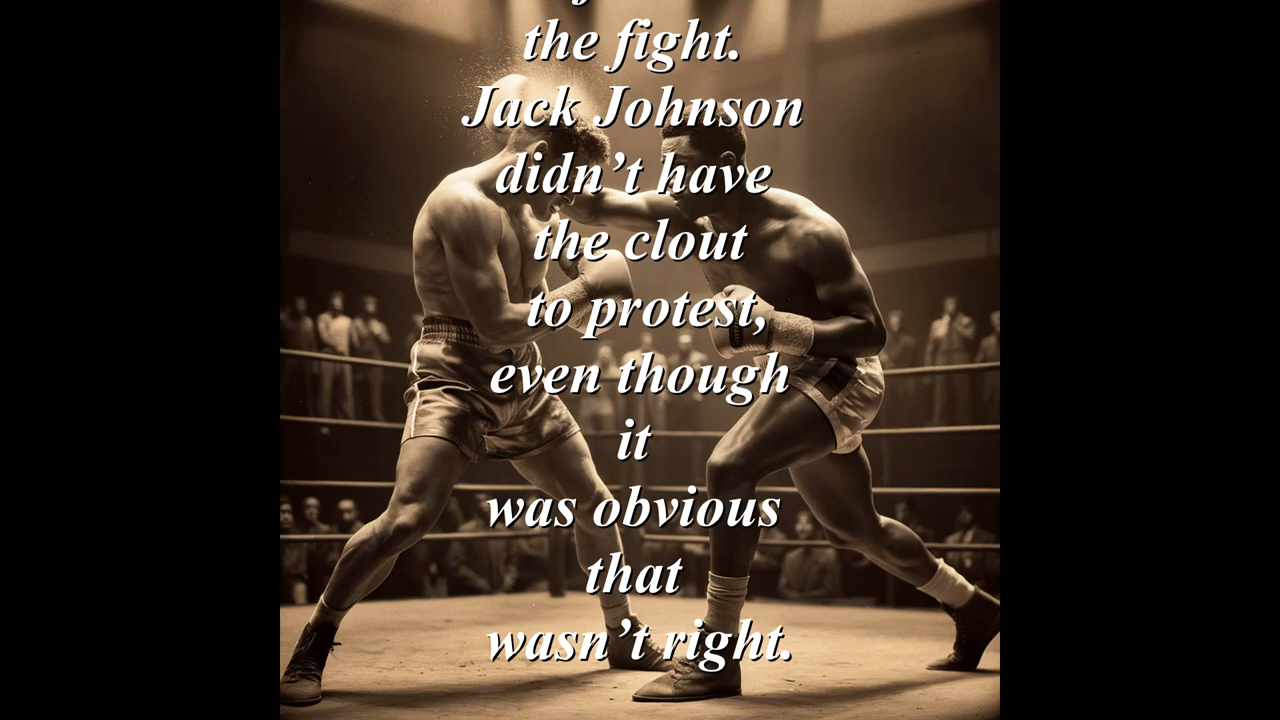 the fight.
Jack Johnson
didn’t have
the clout
to protest,
even though
it
was obvious
that
wasn’t right.